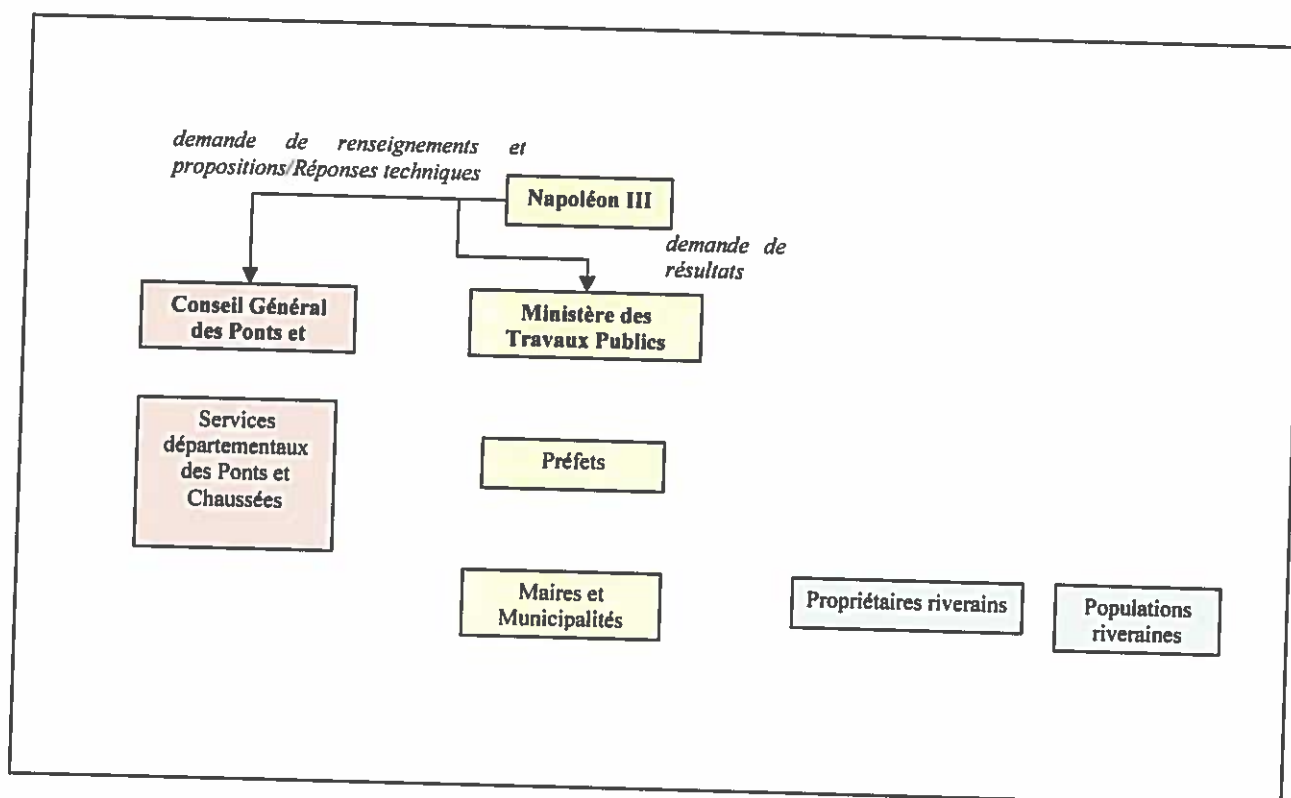 demande de renseignements et
propositions/Réponses techniques
Napoléon III
demande de
résultats
Conseil Général
des Ponts et
Ministère des
Travaux Publics
Services
départementaux
des Ponts et
Chaussées
Préfets
Maires et
Municipalités
Propriétaires riverains
Populations
riveraines